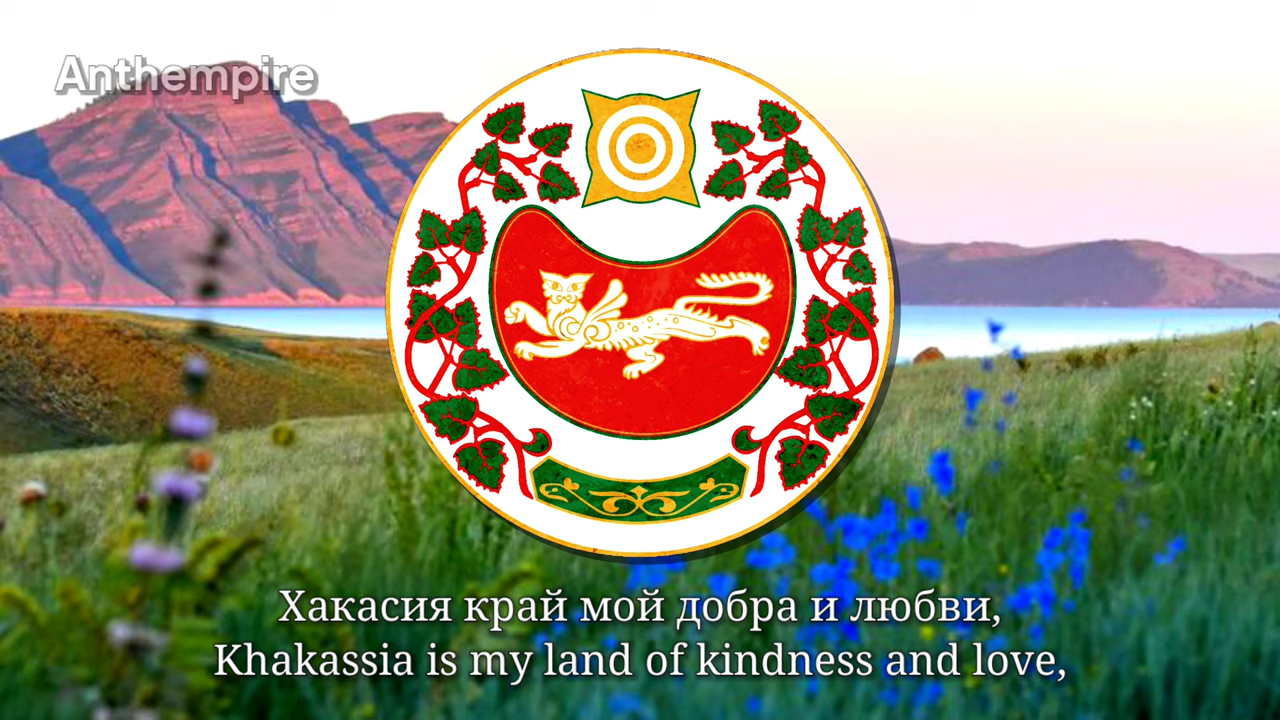 Anthempire
Хакасия край мой добра и любви,
Khakassia is my land of kindness and love,